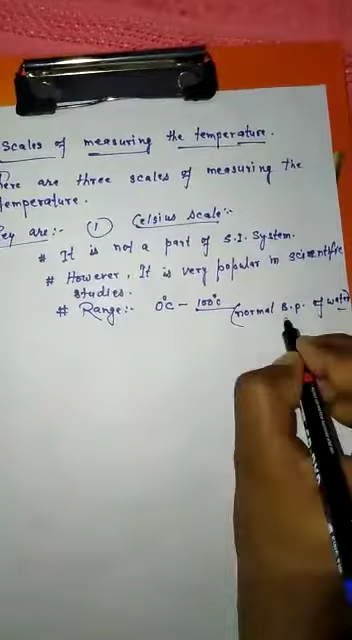 Scales of measuring the temperature.
There are three scales of measuring the
temperature.
They are:- (1) Celsius Scale:-
# It is not a part of S.I. System.
# However, It is very popular in scientific
studies.
# Range:- 0°C - 100°C (normal B.P. of water)